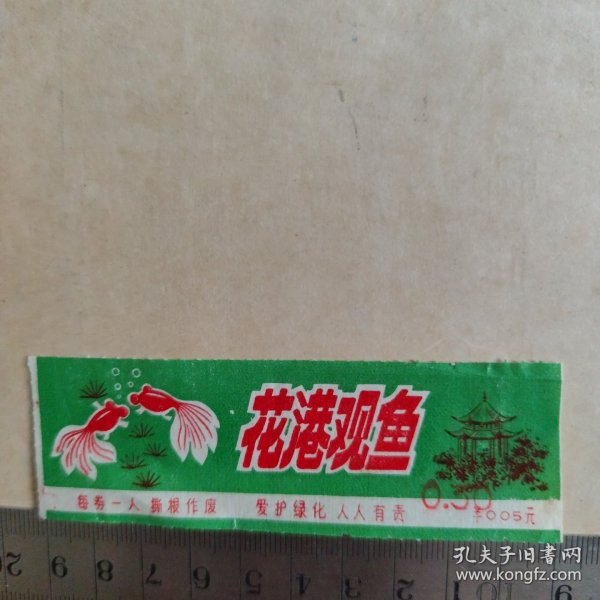 花港观鱼
每券一人 撕根作废 爱护绿化 人人有责
0.30
￥005元
孔夫子旧书网
www.kongfz.com